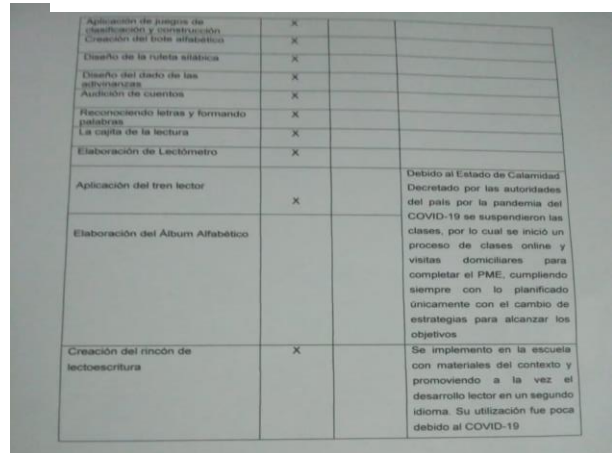 Aplicación de juegos de
clasificación y construcción
X
Creación del bote alfabético
X
Diseño de la ruleta silábica
X
Diseño del dado de las
adivinanzas
X
Audición de cuentos
X
Reconociendo letras y formando
palabras
X
La cajita de la lectura
X
Elaboración de Lectómetro
X
Aplicación del tren lector
X
Elaboración del Álbum Alfabético
Debido al Estado de Calamidad
Decretado por las autoridades
del país por la pandemia del
COVID-19 se suspendieron las
clases, por lo cual se inició un
proceso de clases online y
visitas domiciliares para
completar el PME, cumpliendo
siempre con lo planificado
únicamente con el cambio de
estrategias para alcanzar los
objetivos
Creación del rincón de
lectoescritura
X
Se implemento en la escuela
con materiales del contexto y
promoviendo a la vez el
desarrollo lector en un segundo
idioma. Su utilización fue poca
debido al COVID-19